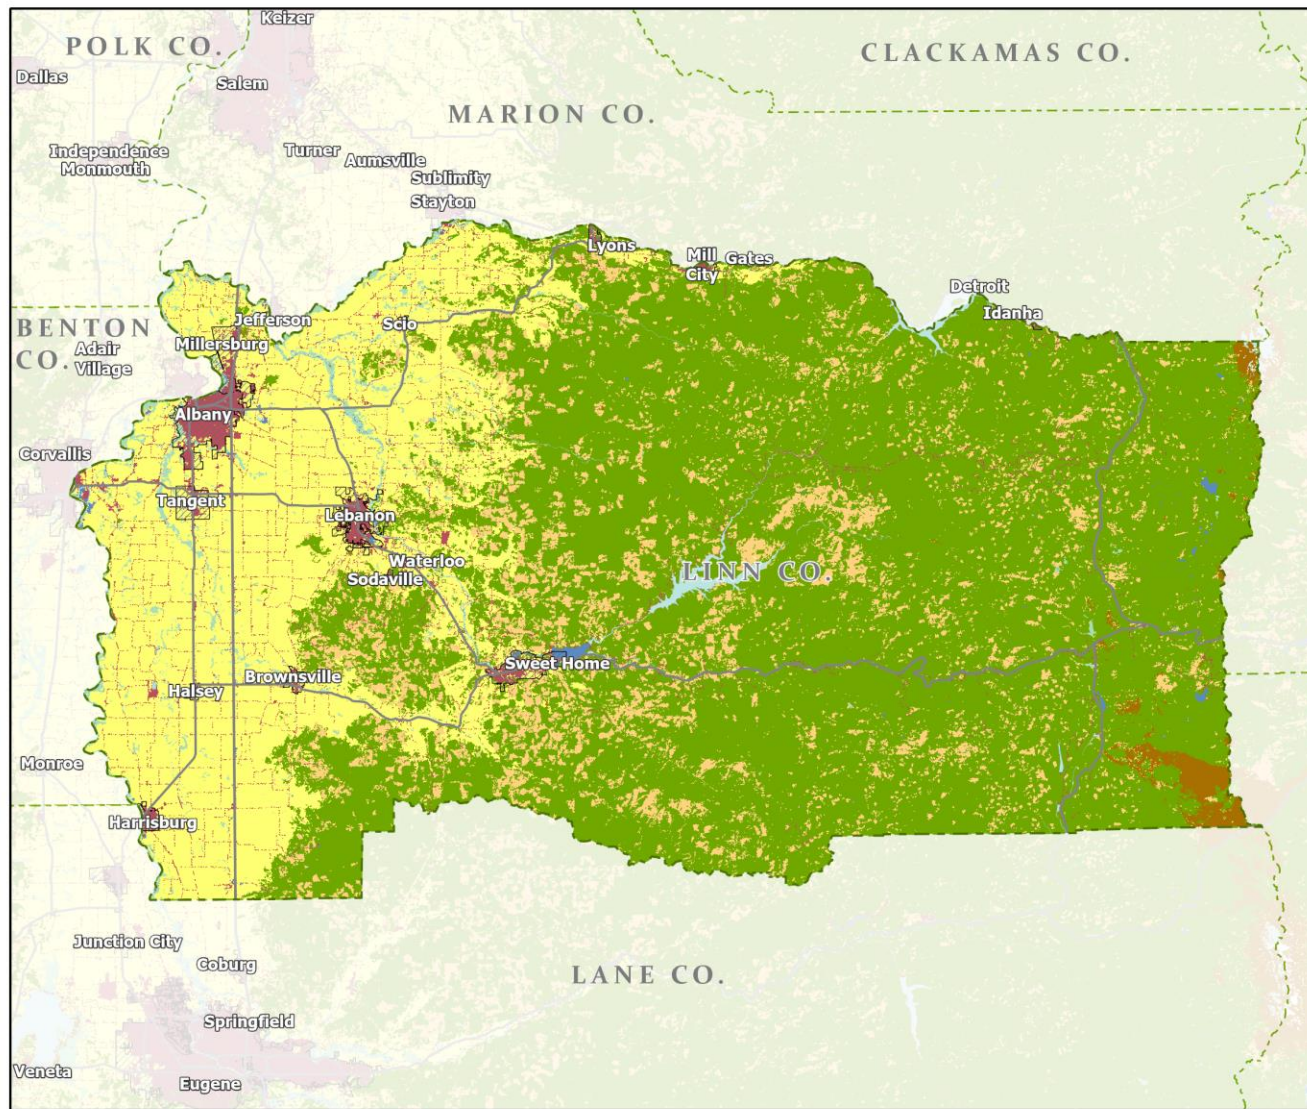 Keizer
POLK CO.
CLACKAMAS CO.
Dallas
Salem
MARION CO.
Independence
Monmouth
Turner
Aumsville
Sublimity
Stayton
Lyons
Mill
City
Gates
Detroit
Idanha
Jefferson
Scio
BENTON
CO.
Millersburg
Adair
Village
Albany
Corvallis
Tangent
Lebanon
Waterloo
Sodaville
LINN CO.
Sweet Home
Brownsville
Halsey
Monroe
Harrisburg
Junction City
Coburg
LANE CO.
Springfield
Veneta
Eugene